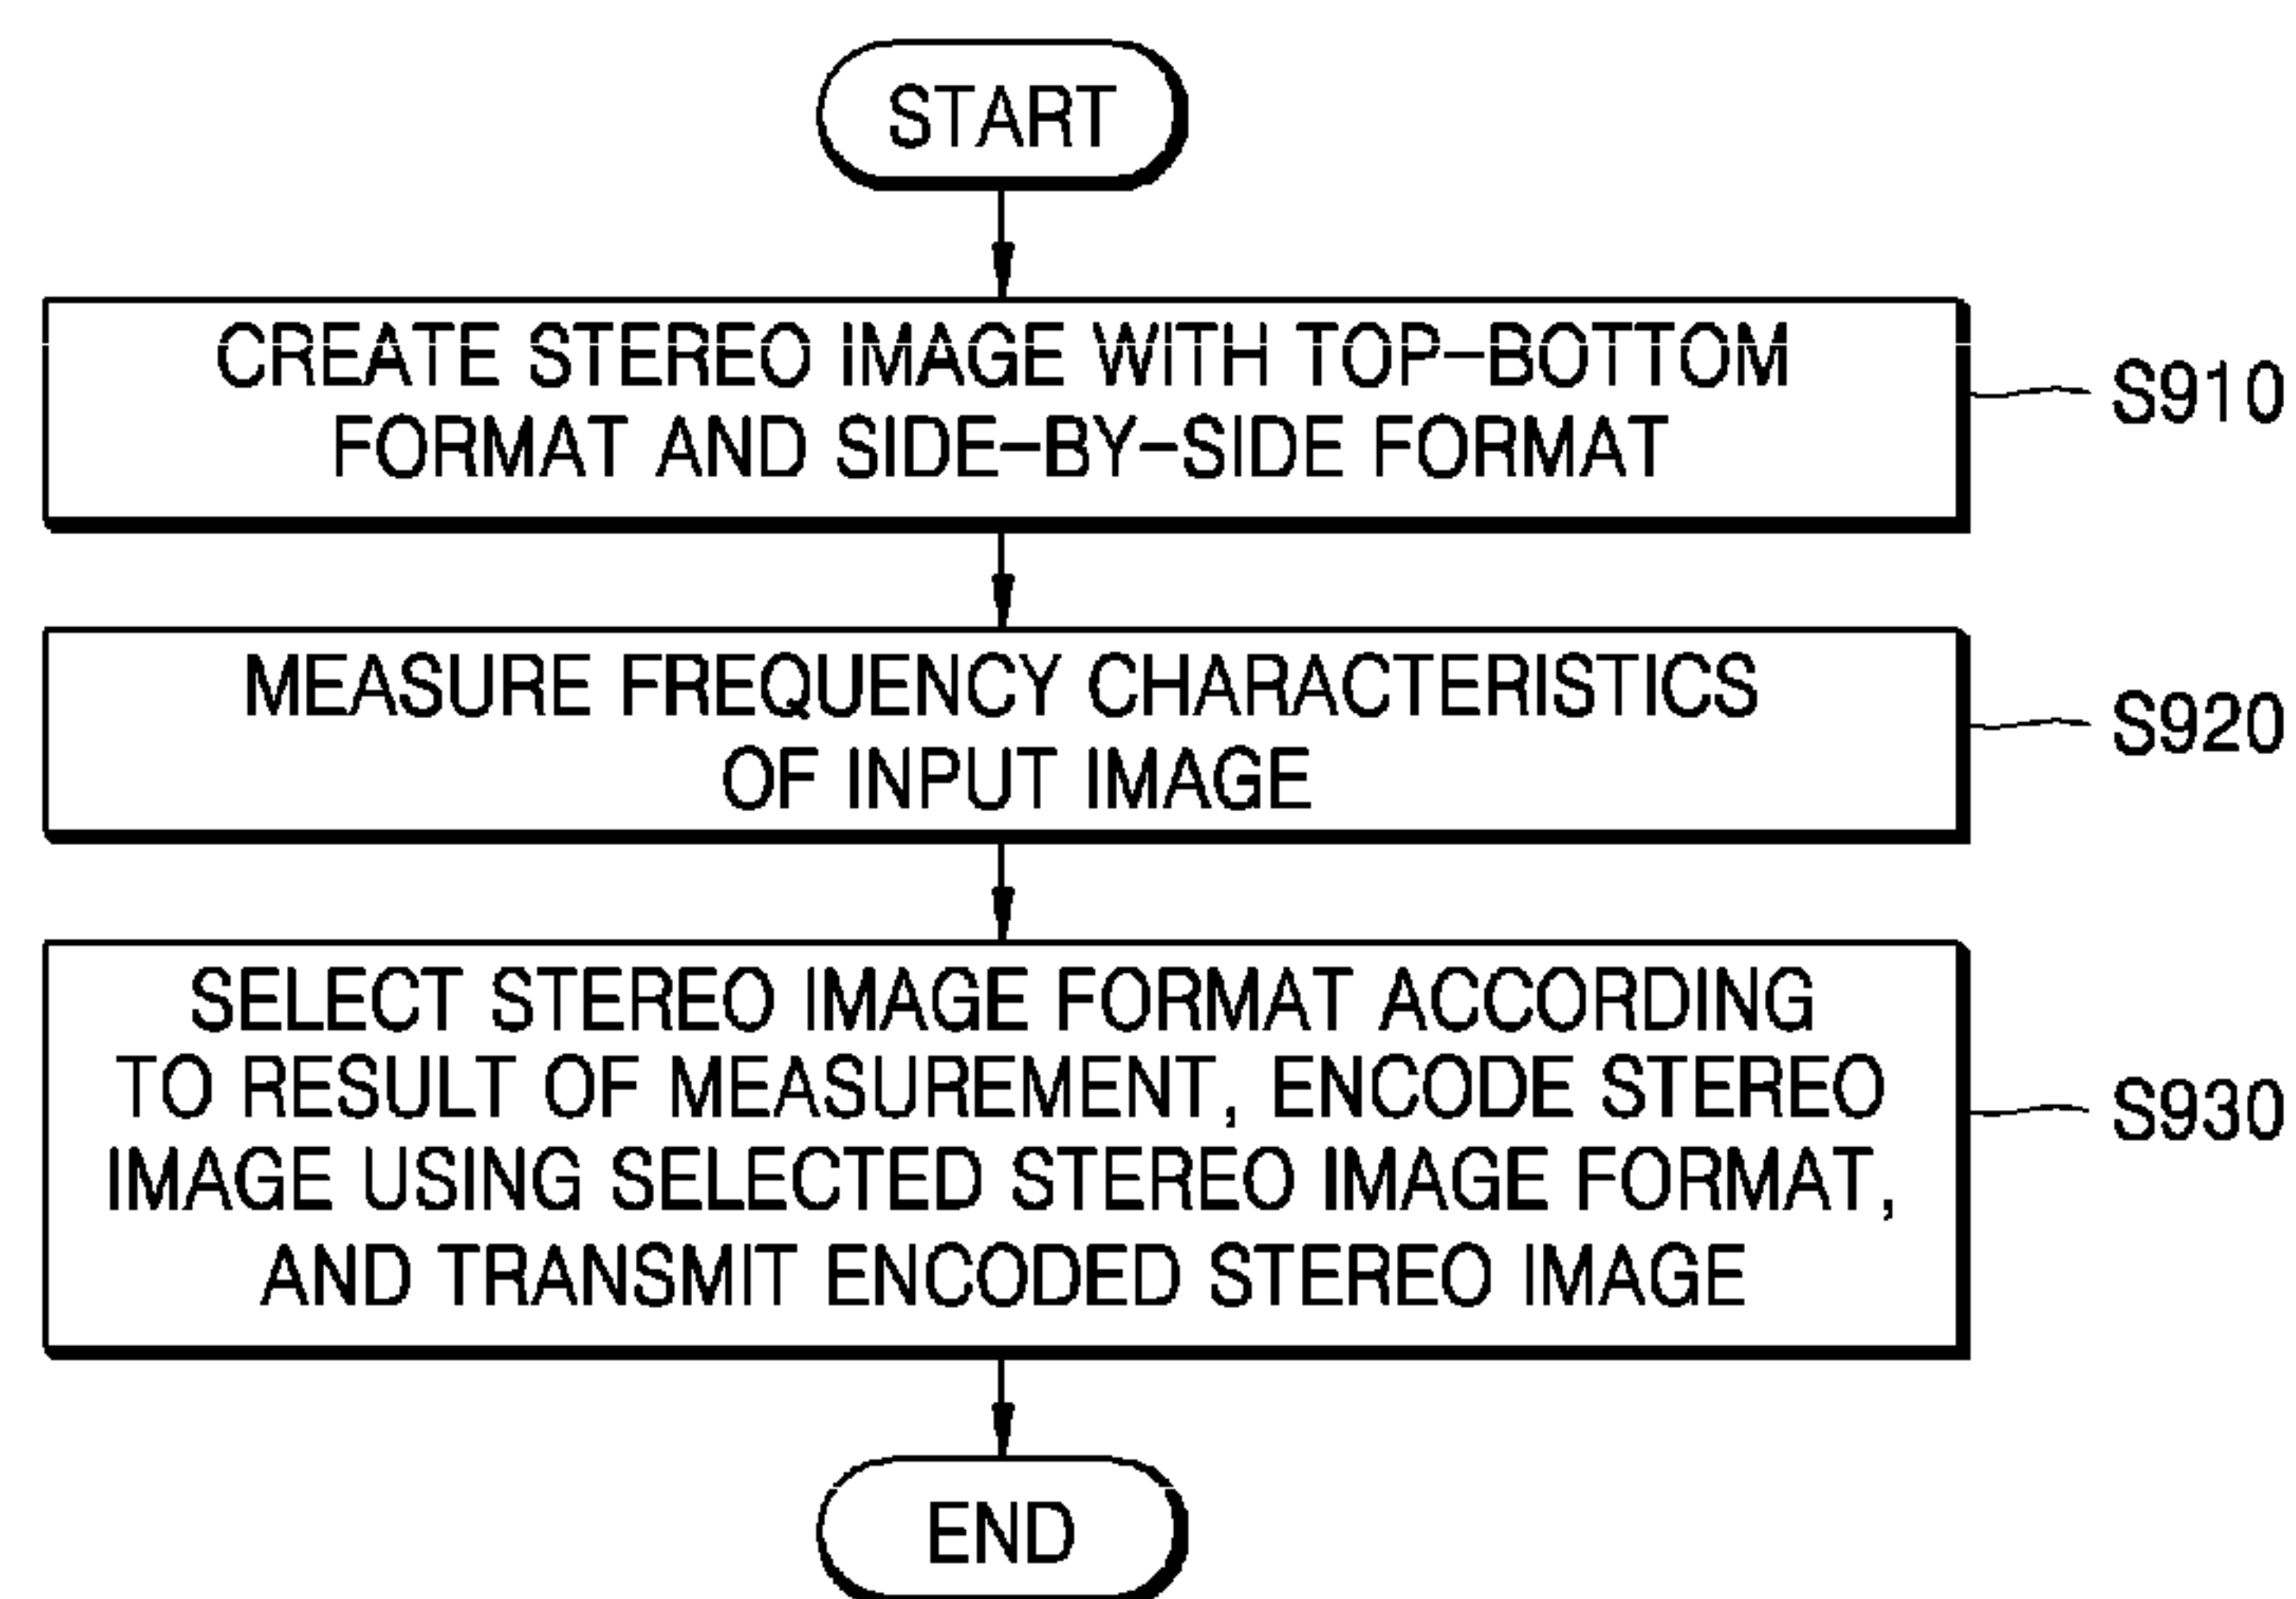 START
CREATE STEREO IMAGE WITH TOP-BOTTOM
FORMAT AND SIDE-BY-SIDE FORMAT
S910
MEASURE FREQUENCY CHARACTERISTICS
OF INPUT IMAGE
S920
SELECT STEREO IMAGE FORMAT ACCORDING
TO RESULT OF MEASUREMENT, ENCODE STEREO
IMAGE USING SELECTED STEREO IMAGE FORMAT,
AND TRANSMIT ENCODED STEREO IMAGE
S930
END